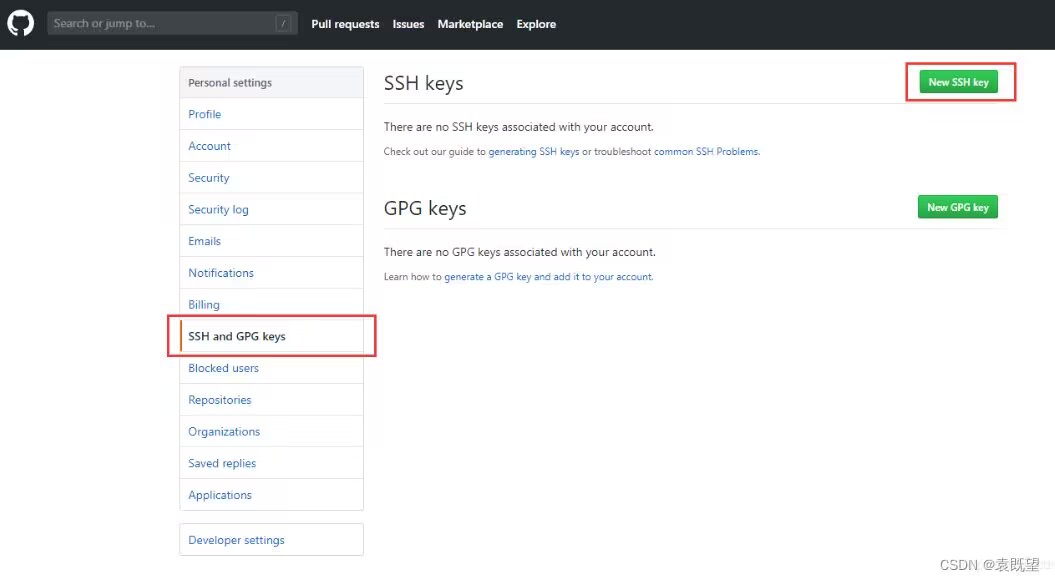 Search or jump to...
/
Pull requests
Issues
Marketplace
Explore
Personal settings
Profile
Account
Security
Security log
Emails
Notifications
Billing
SSH and GPG keys
Blocked users
Repositories
Organizations
Saved replies
Applications
Developer settings
SSH keys
New SSH key
There are no SSH keys associated with your account.
Check out our guide to generating SSH keys or troubleshoot common SSH Problems.
GPG keys
New GPG key
There are no GPG keys associated with your account.
Learn how to generate a GPG key and add it to your account.
CSDN @袁既望